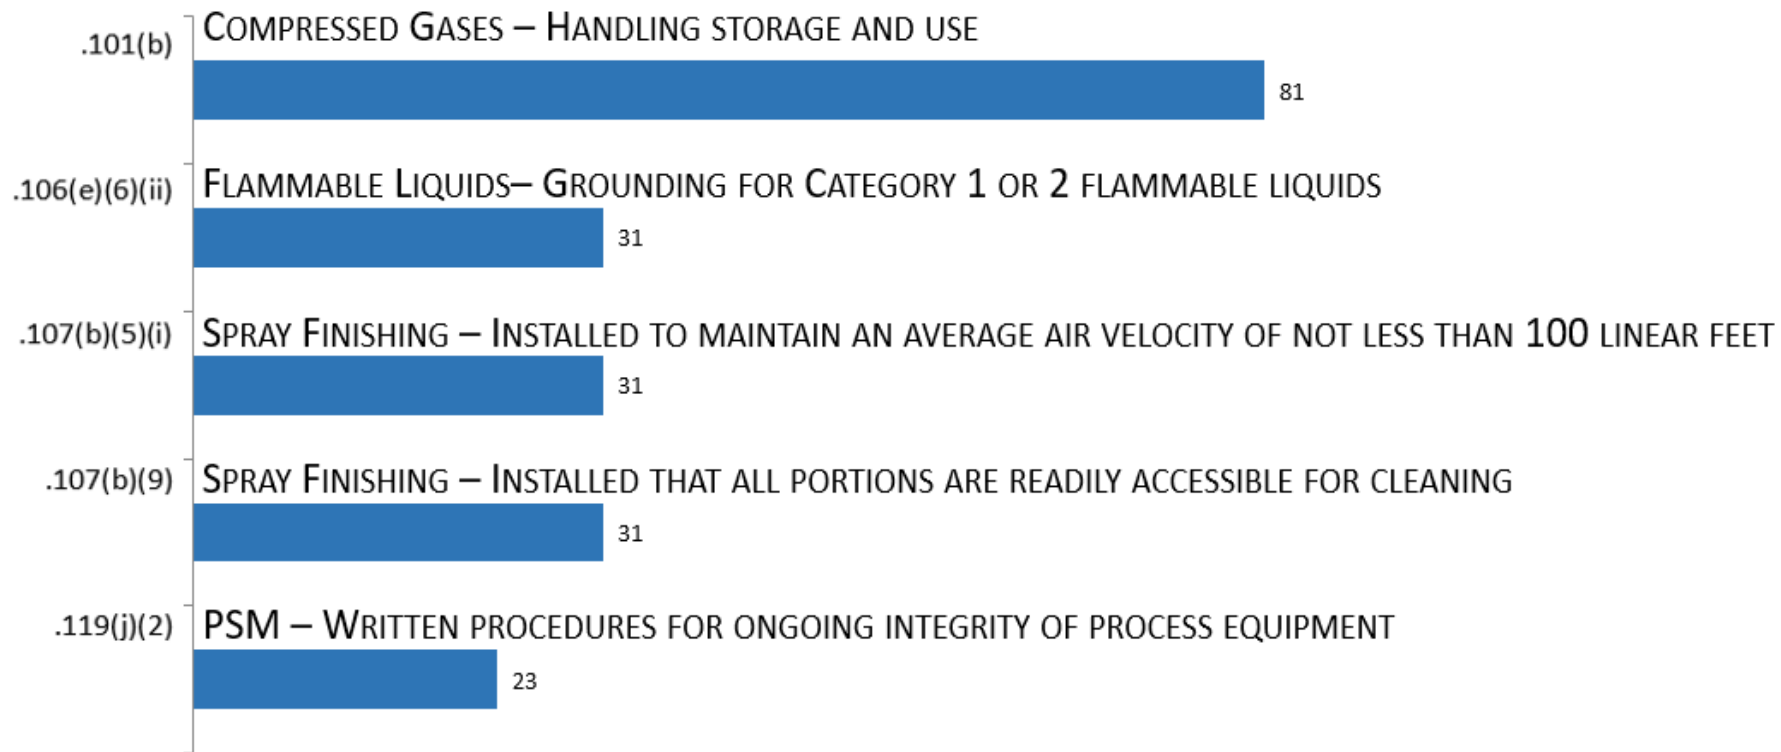 .101(b) Compressed Gases – Handling storage and use
81
.106(e)(6)(ii) Flammable Liquids– Grounding for Category 1 or 2 flammable liquids
31
.107(b)(5)(i) Spray Finishing – Installed to maintain an average air velocity of not less than 100 linear feet
31
.107(b)(9) Spray Finishing – Installed that all portions are readily accessible for cleaning
31
.119(j)(2) PSM – Written procedures for ongoing integrity of process equipment
23